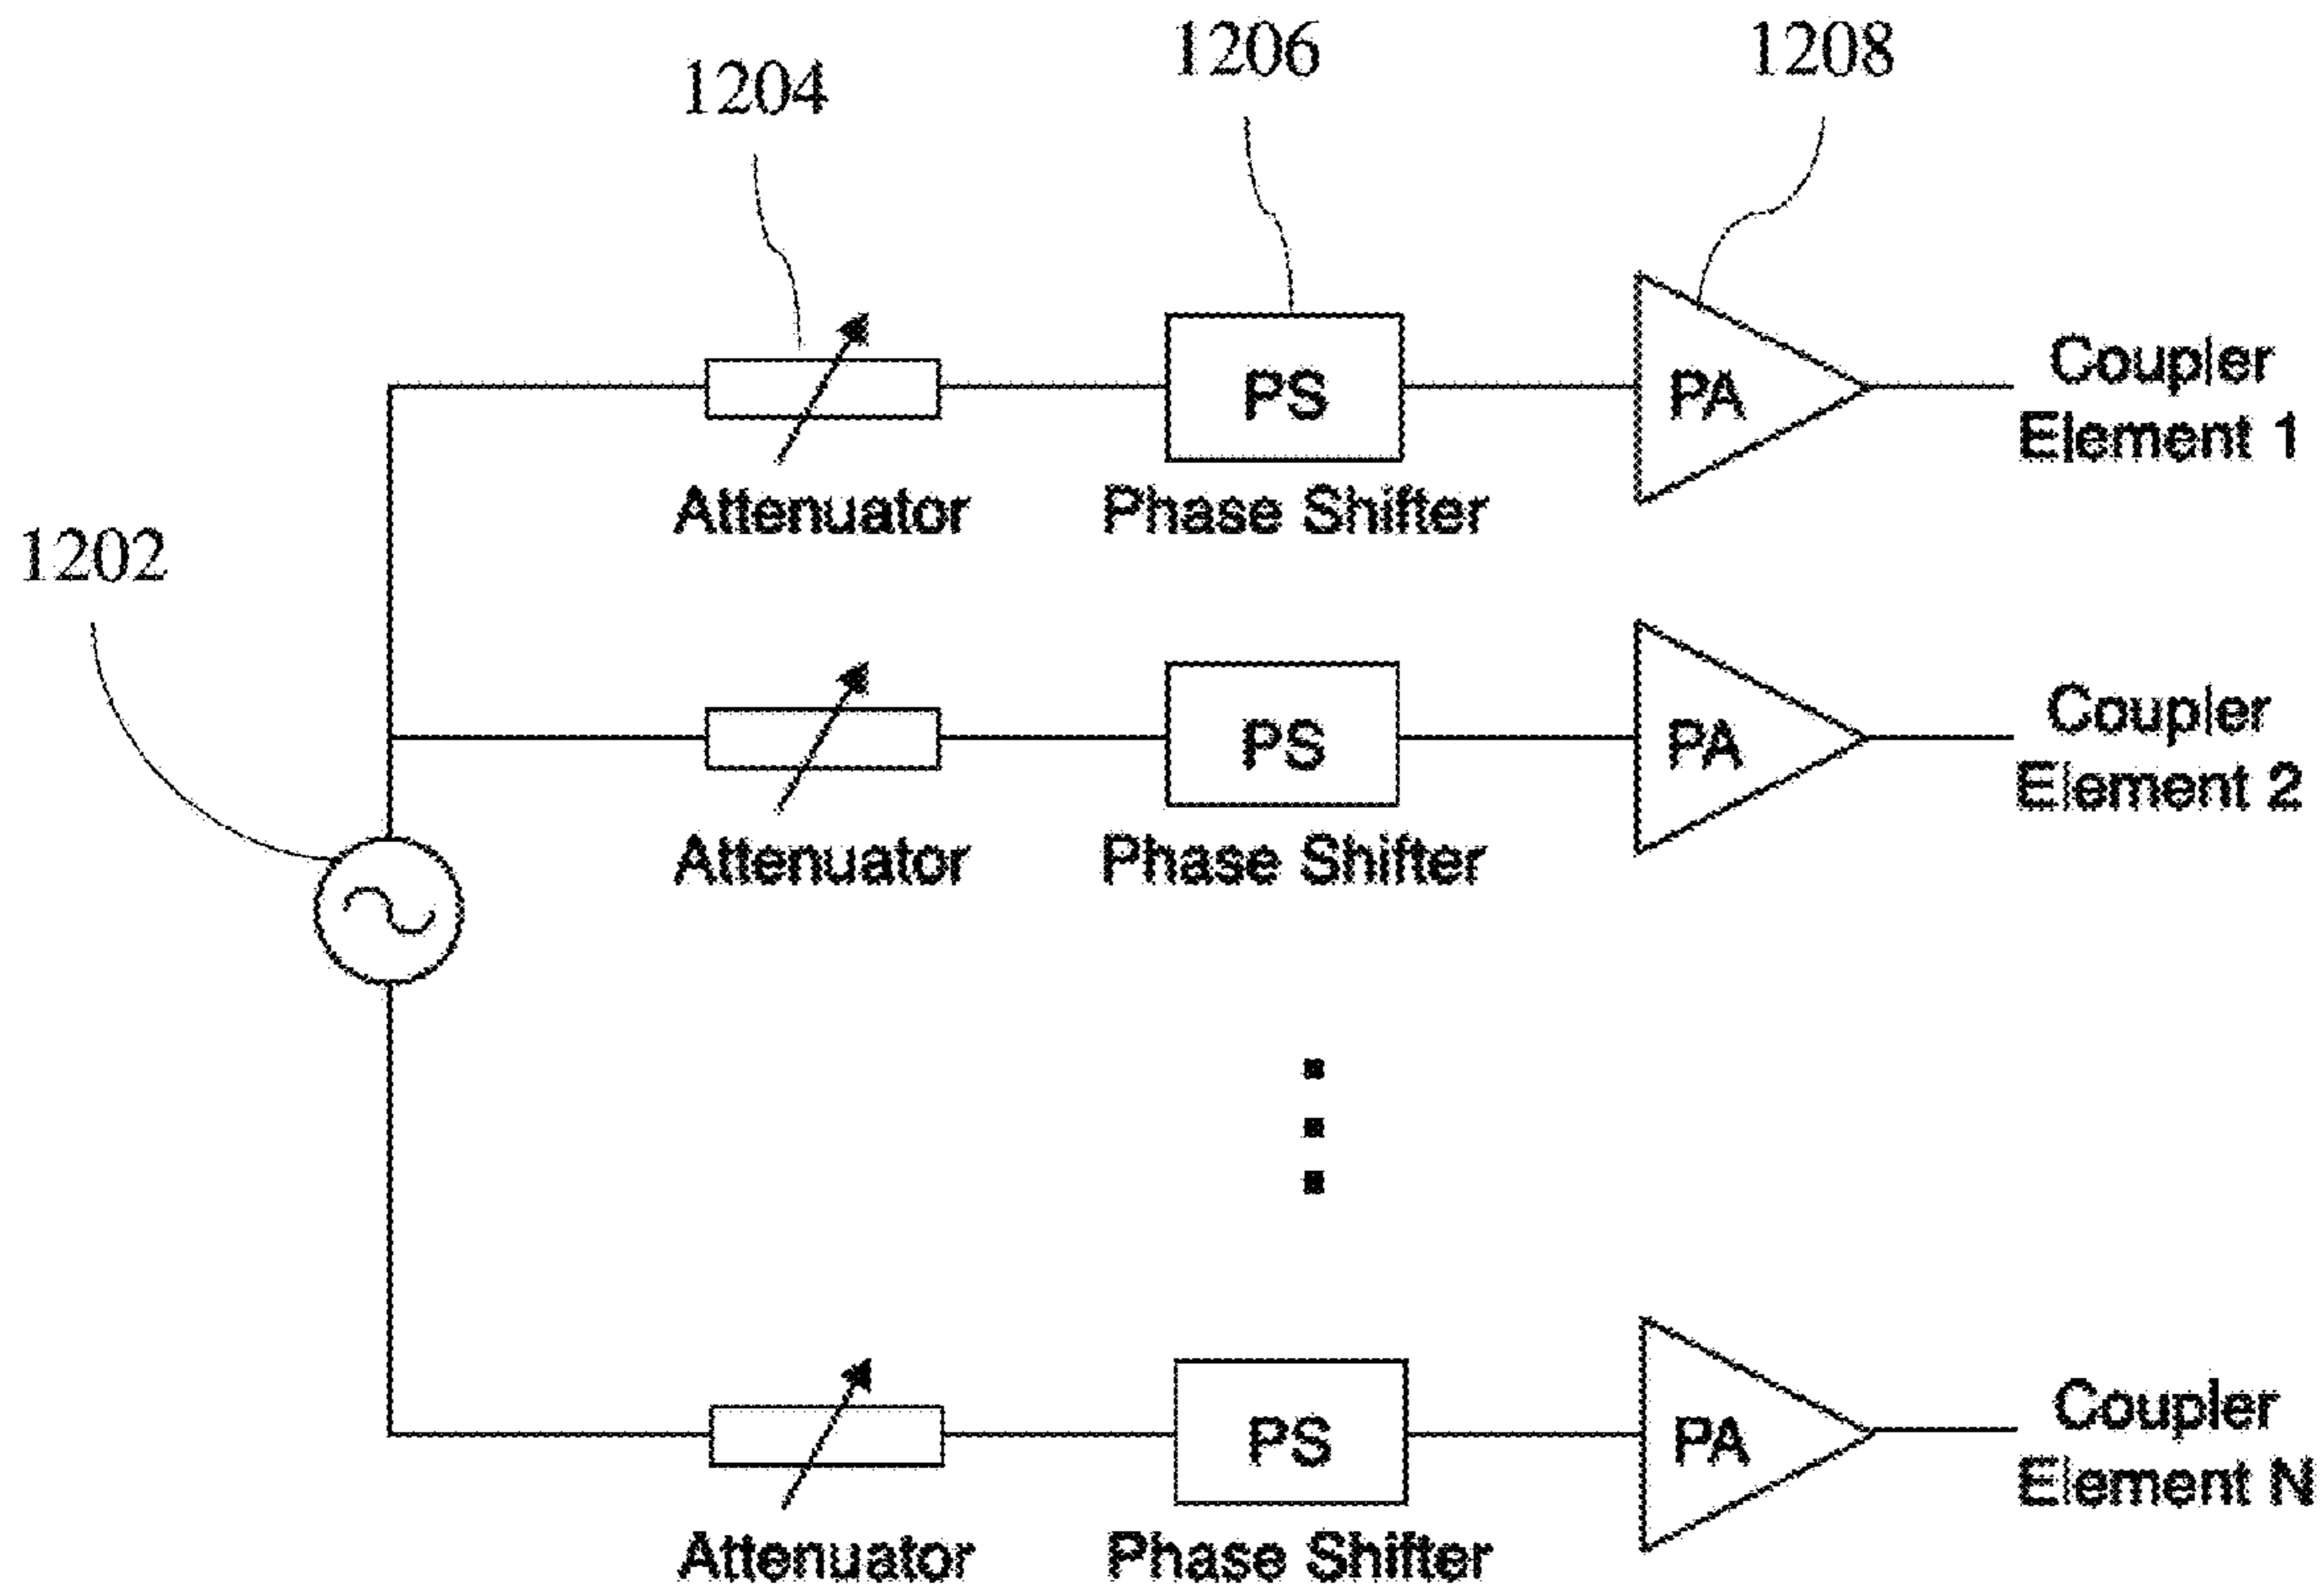 1204
1206
1208
PS
PA
Coupler
Element 1
Attenuator
Phase Shifter
1202
PS
PA
Coupler
Element 2
Attenuator
Phase Shifter
PS
PA
Coupler
Element N
Attenuator
Phase Shifter